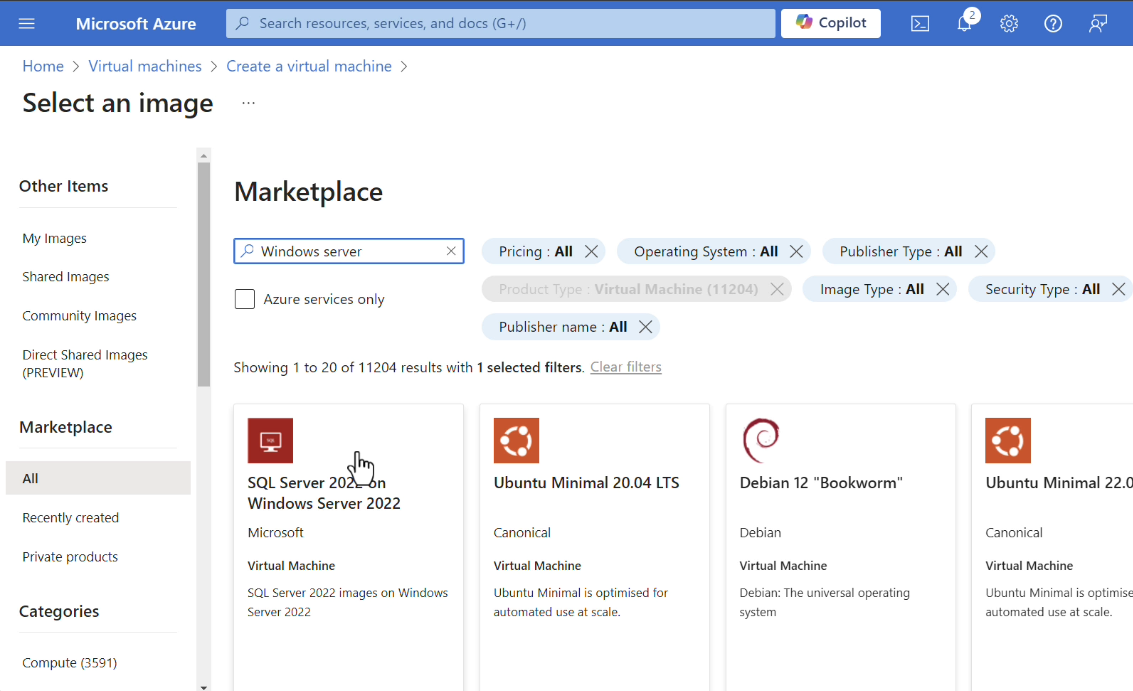 Microsoft Azure
Search resources, services, and docs (G+/)
Copilot
2
Home > Virtual machines > Create a virtual machine >
Select an image ...
Other Items
My Images
Shared Images
Community Images
Direct Shared Images
(PREVIEW)
Marketplace
All
Recently created
Private products
Categories
Compute (3591)
Marketplace
Windows server
Pricing : All
Operating System : All
Publisher Type : All
Azure services only
Product Type : Virtual Machine (11204)
Image Type : All
Security Type : All
Publisher name : All
Showing 1 to 20 of 11204 results with 1 selected filters. Clear filters
SQL
SQL Server 2022 on
Windows Server 2022
Microsoft
Virtual Machine
SQL Server 2022 images on Windows
Server 2022
Ubuntu Minimal 20.04 LTS
Canonical
Virtual Machine
Ubuntu Minimal is optimised for
automated use at scale.
Debian 12 "Bookworm"
Debian
Virtual Machine
Debian: The universal operating
system
Ubuntu Minimal 22.0
Canonical
Virtual Machine
Ubuntu Minimal is optimise
automated use at scale.